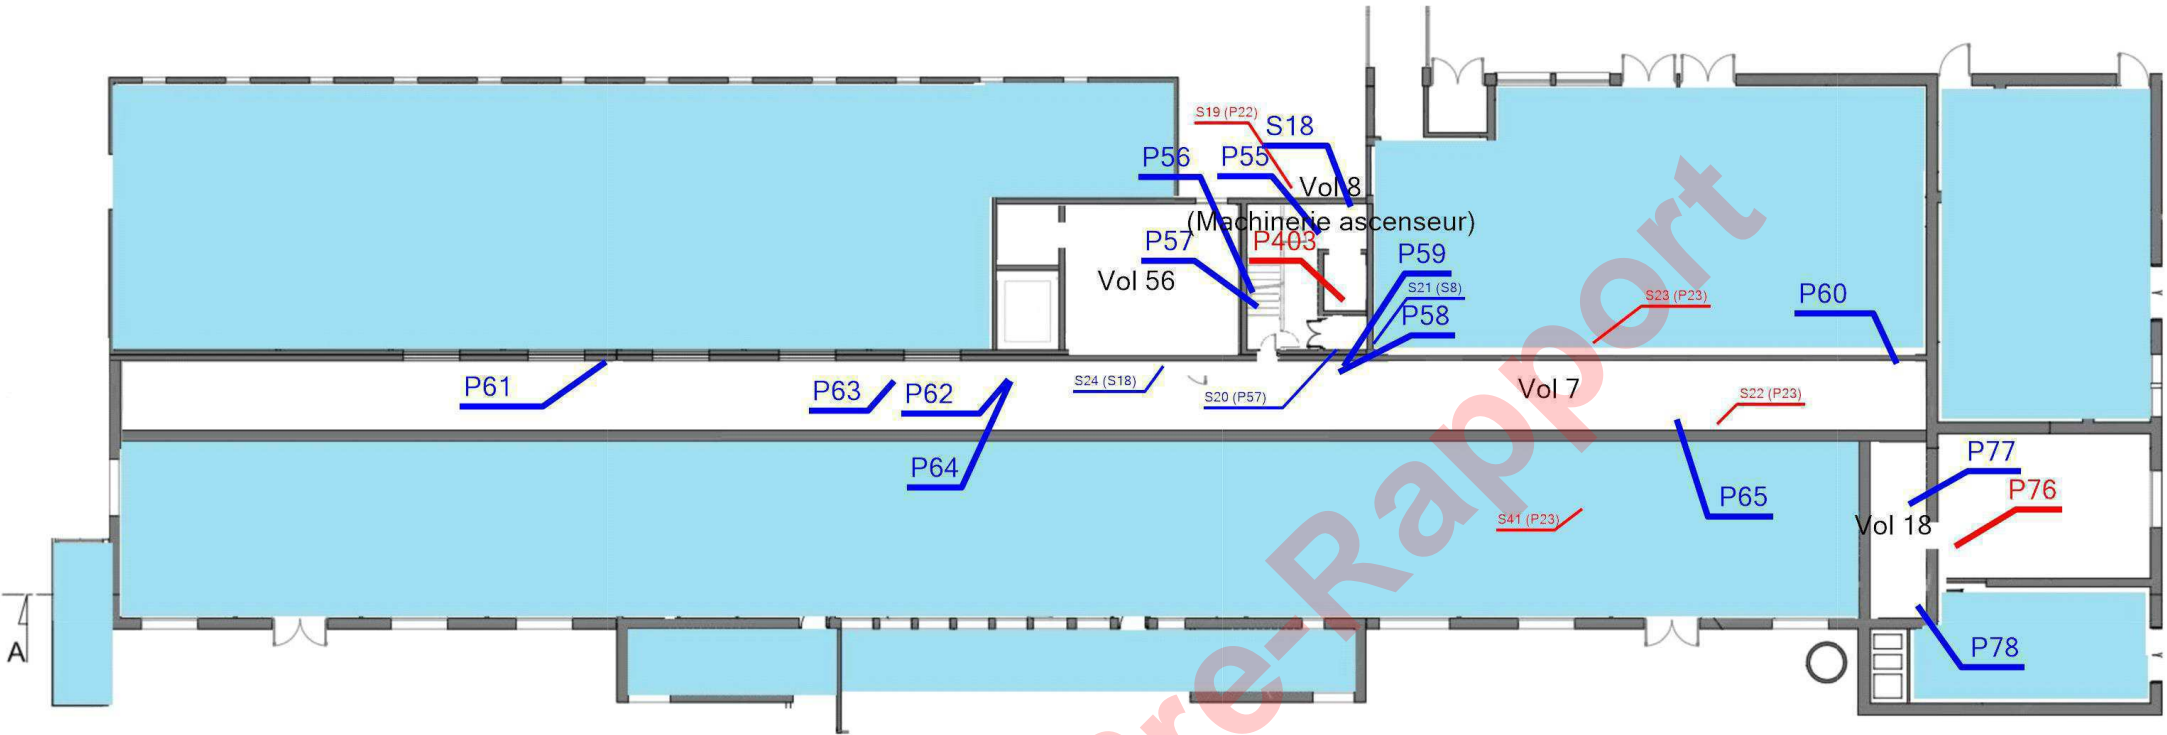 S19 (P22)
S18
P56
P55
Vol 8
(Machinerie ascenseur)
P57
P403
P59
Vol 56
S21 (S8)
S23 (P23)
P60
P58
P61
P63
P62
S24 (S18)
S20 (P57)
Vol 7
S22 (P23)
P64
P77
P65
P76
S41 (P23)
Vol 18
A
P78
re-Rapport